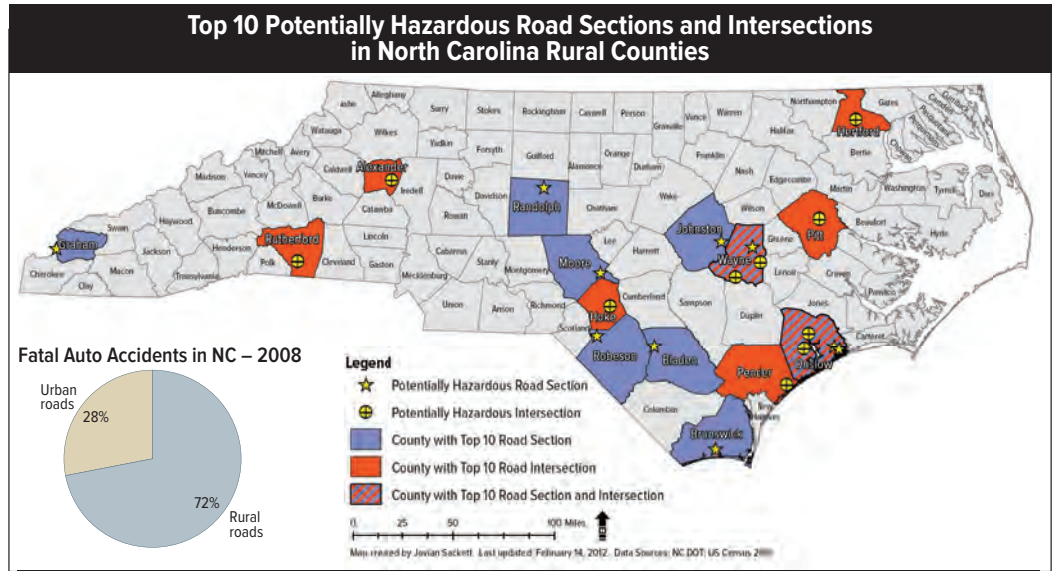 Top 10 Potentially Hazardous Road Sections and Intersections
in North Carolina Rural Counties
Ashe
Alleghany
Surry
Stokes
Rockingham
Caswell
Person
Granville
Vance
Warren
Northampton
Gates
Camden
Currituck
Pasquotank
Perquimans
Chowan
Hertford
Halifax
Bertie
Watauga
Wilkes
Yadkin
Forsyth
Guilford
Alamance
Orange
Durham
Franklin
Nash
Edgecombe
Martin
Washington
Tyrrell
Dare
Mitchell
Avery
Caldwell
Alexander
Iredell
Davie
Davidson
Randolph
Chatham
Wake
Wilson
Pitt
Beaufort
Hyde
Madison
Yancey
Burke
McDowell
Catawba
Rowan
Lee
Harnett
Johnston
Wayne
Greene
Lenoir
Craven
Pamlico
Haywood
Buncombe
Swain
Graham
Jackson
Henderson
Rutherford
Polk
Cleveland
Lincoln
Gaston
Cabarrus
Stanly
Montgomery
Moore
Mecklenburg
Cherokee
Clay
Macon
Transylvania
Union
Anson
Richmond
Hoke
Scotland
Cumberland
Sampson
Duplin
Jones
Carteret
Onslow
Robeson
Bladen
Pender
Columbus
New
Hanover
Brunswick
Fatal Auto Accidents in NC – 2008
Urban
roads
28%
72%
Rural
roads
Legend
Potentially Hazardous Road Section
Potentially Hazardous Intersection
County with Top 10 Road Section
County with Top 10 Road Intersection
County with Top 10 Road Section and Intersection
0 25 50 100 Miles
Map created by Jovian Sackett. Last updated: February 14, 2012. Data Sources: NC DOT; US Census